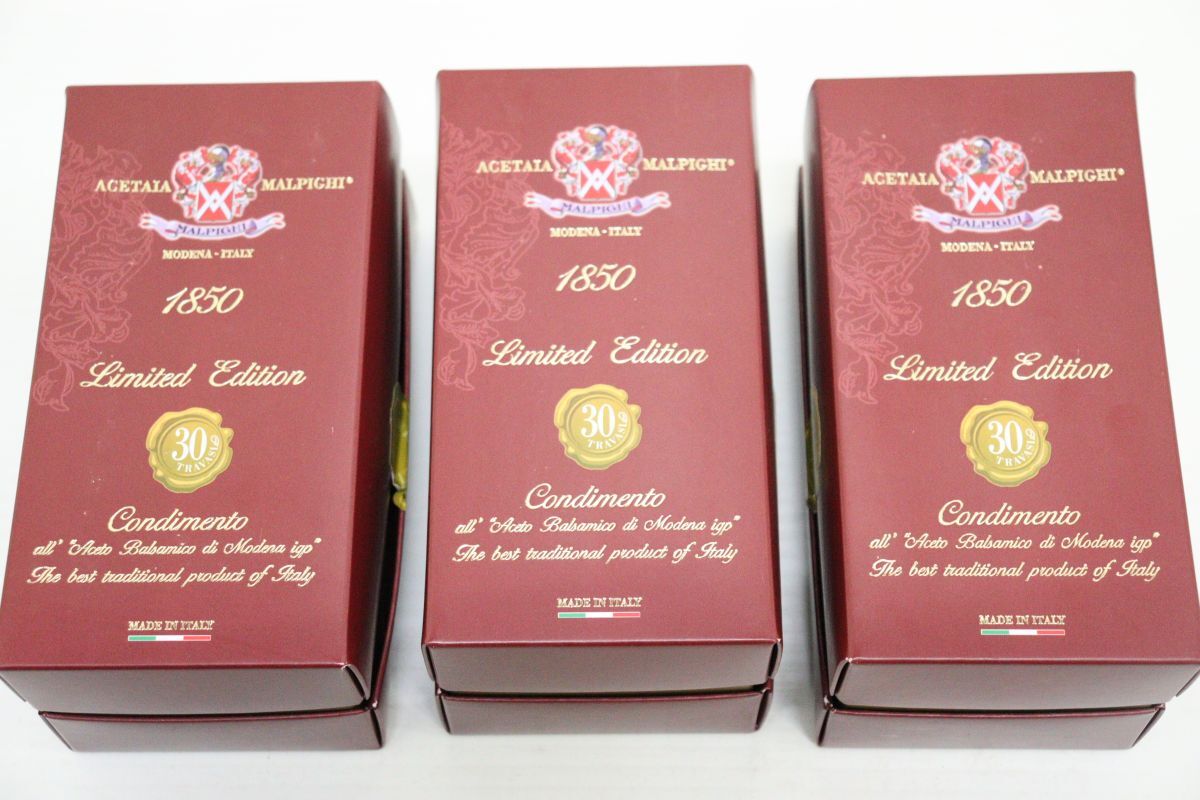 ACETAIA MALPIGHI®
MALPIGHI
MODENA - ITALY
1850
Limited Edition
30
TRAVASI
Condimento
all' "Aceto Balsamico di Modena igp"
The best traditional product of Italy
MADE IN ITALY
ACETAIA MALPIGHI®
MALPIGHI
MODENA - ITALY
1850
Limited Edition
30
TRAVASI
Condimento
all' "Aceto Balsamico di Modena igp"
The best traditional product of Italy
MADE IN ITALY
ACETAIA MALPIGHI®
MALPIGHI
MODENA - ITALY
1850
Limited Edition
30
TRAVASI
Condimento
all' "Aceto Balsamico di Modena igp"
The best traditional product of Italy
MADE IN ITALY